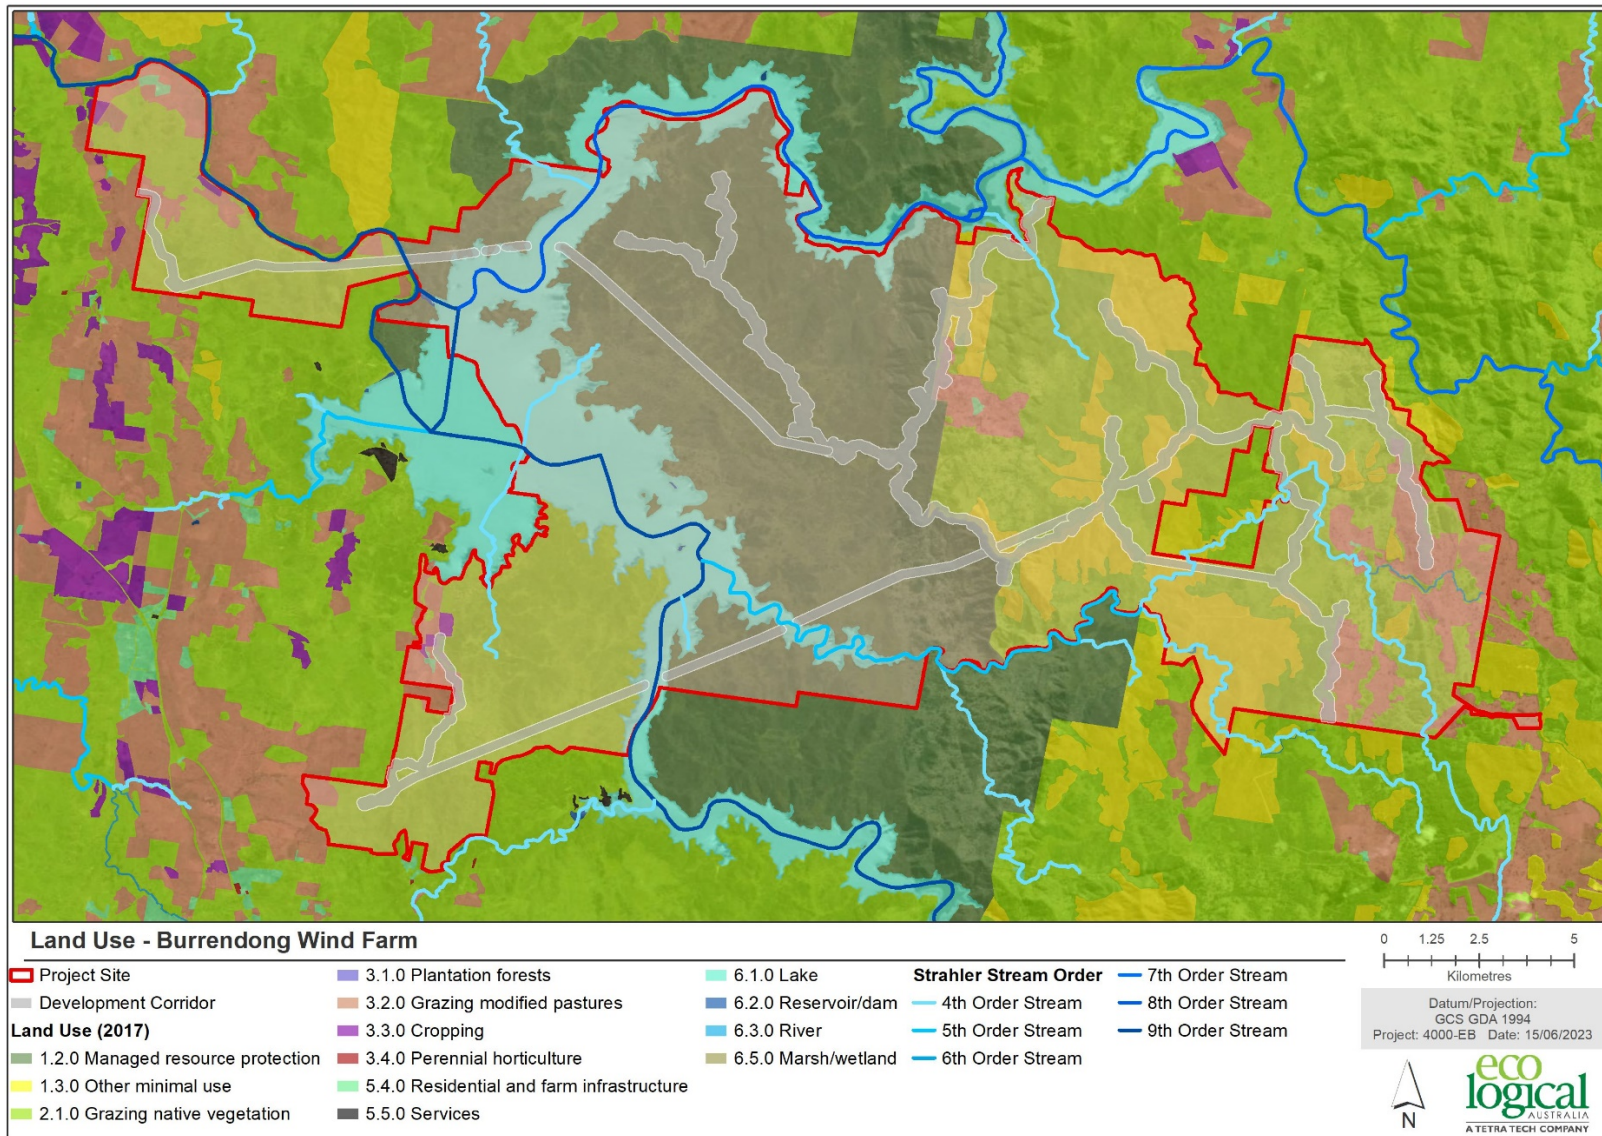 Land Use - Burrendong Wind Farm
Project Site
Development Corridor
Land Use (2017)
1.2.0 Managed resource protection
1.3.0 Other minimal use
2.1.0 Grazing native vegetation
3.1.0 Plantation forests
3.2.0 Grazing modified pastures
3.3.0 Cropping
3.4.0 Perennial horticulture
5.4.0 Residential and farm infrastructure
5.5.0 Services
6.1.0 Lake
6.2.0 Reservoir/dam
6.3.0 River
6.5.0 Marsh/wetland
Strahler Stream Order
4th Order Stream
5th Order Stream
6th Order Stream
7th Order Stream
8th Order Stream
9th Order Stream
0 1.25 2.5 5
Kilometres
Datum/Projection:
GCS GDA 1994
Project: 4000-EB Date: 15/06/2023
N
eco
logical
AUSTRALIA
A TETRA TECH COMPANY